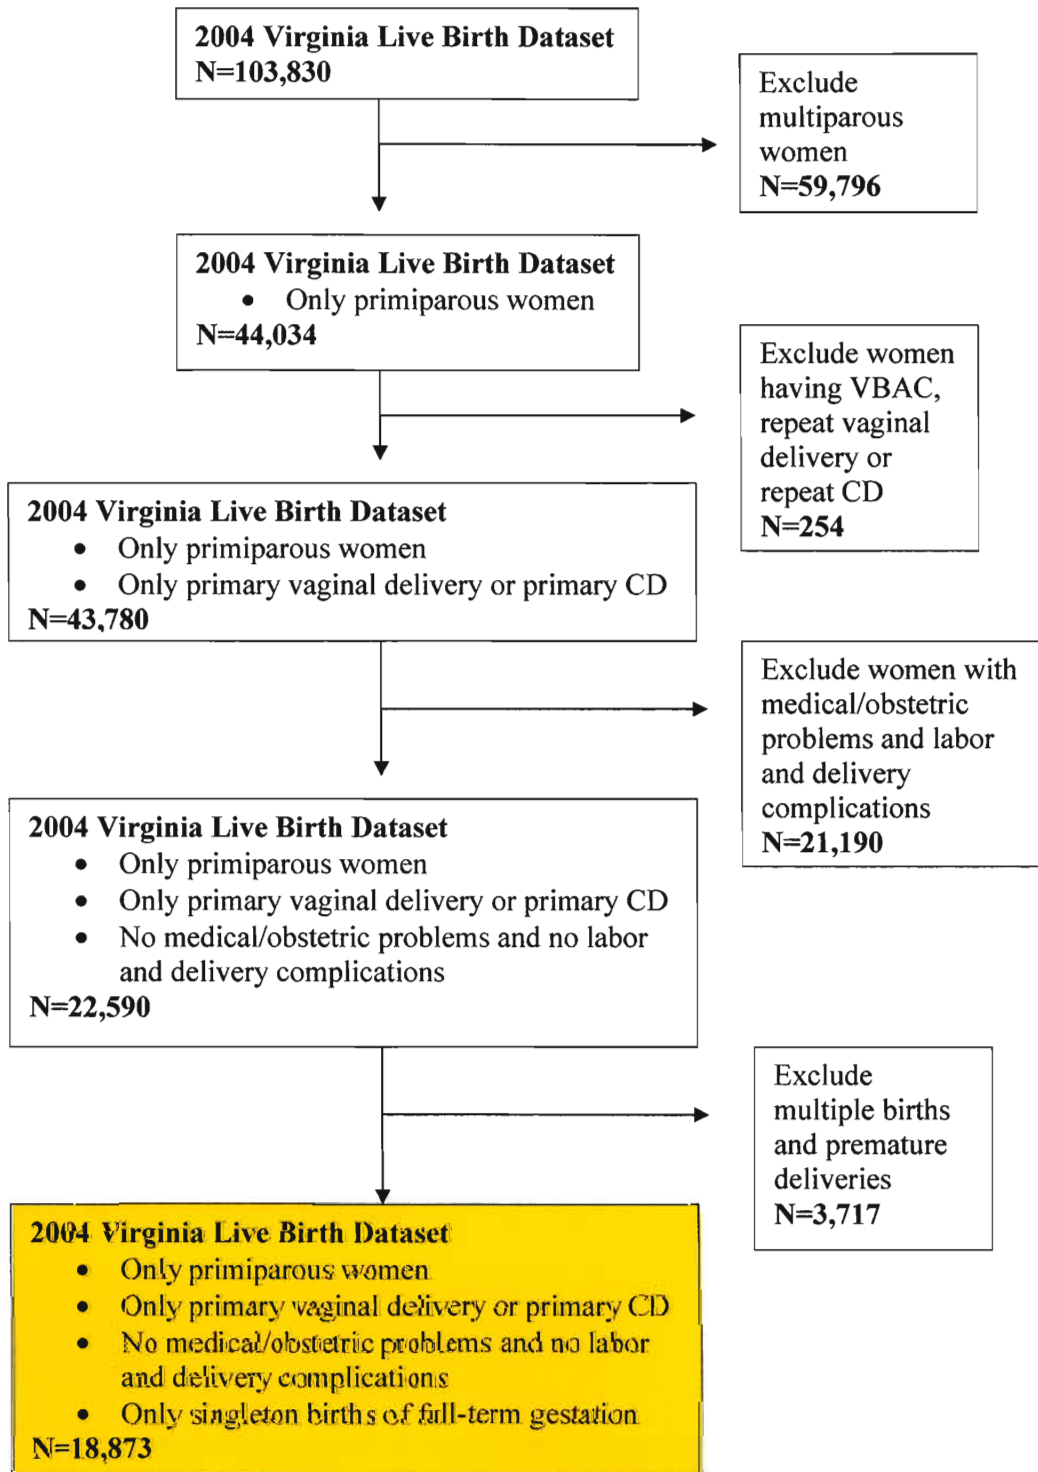 2004 Virginia Live Birth Dataset
N=103,830
Exclude
multiparous
women
N=59,796
2004 Virginia Live Birth Dataset
• Only primiparous women
N=44,034
Exclude women
having VBAC,
repeat vaginal
delivery or
repeat CD
N=254
2004 Virginia Live Birth Dataset
• Only primiparous women
• Only primary vaginal delivery or primary CD
N=43,780
Exclude women with
medical/obstetric
problems and labor
and delivery
complications
N=21,190
2004 Virginia Live Birth Dataset
• Only primiparous women
• Only primary vaginal delivery or primary CD
• No medical/obstetric problems and no labor
and delivery complications
N=22,590
Exclude
multiple births
and premature
deliveries
N=3,717
2004 Virginia Live Birth Dataset
• Only primiparous women
• Only primary vaginal delivery or primary CD
• No medical/obstetric problems and no labor
and delivery complications
• Only singleton births of full-term gestation
N=18,873